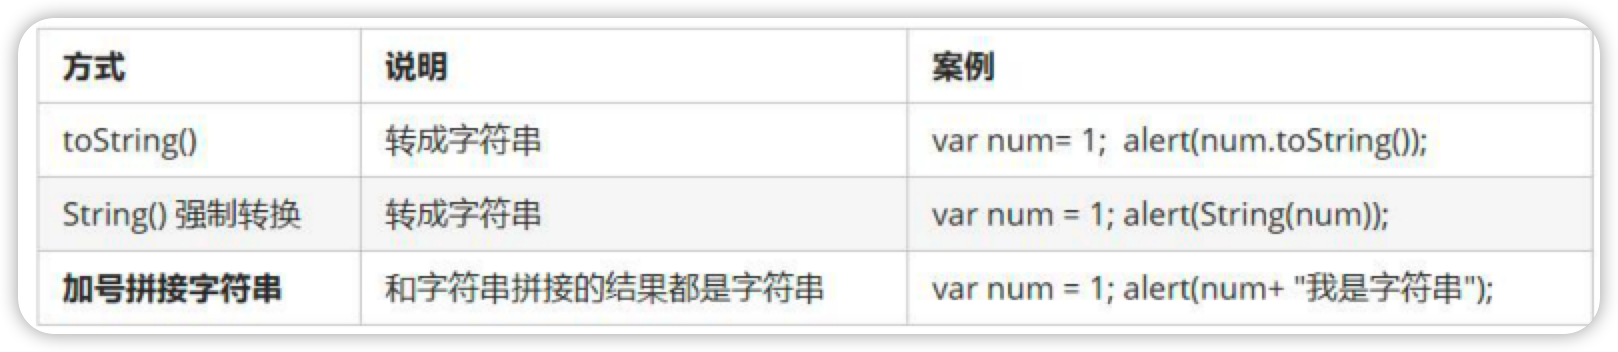 方式 说明 案例
toString() 转成字符串 var num= 1;  alert(num.toString());
String() 强制转换 转成字符串 var num = 1; alert(String(num));
加号拼接字符串 和字符串拼接的结果都是字符串 var num = 1; alert(num+ "我是字符串");